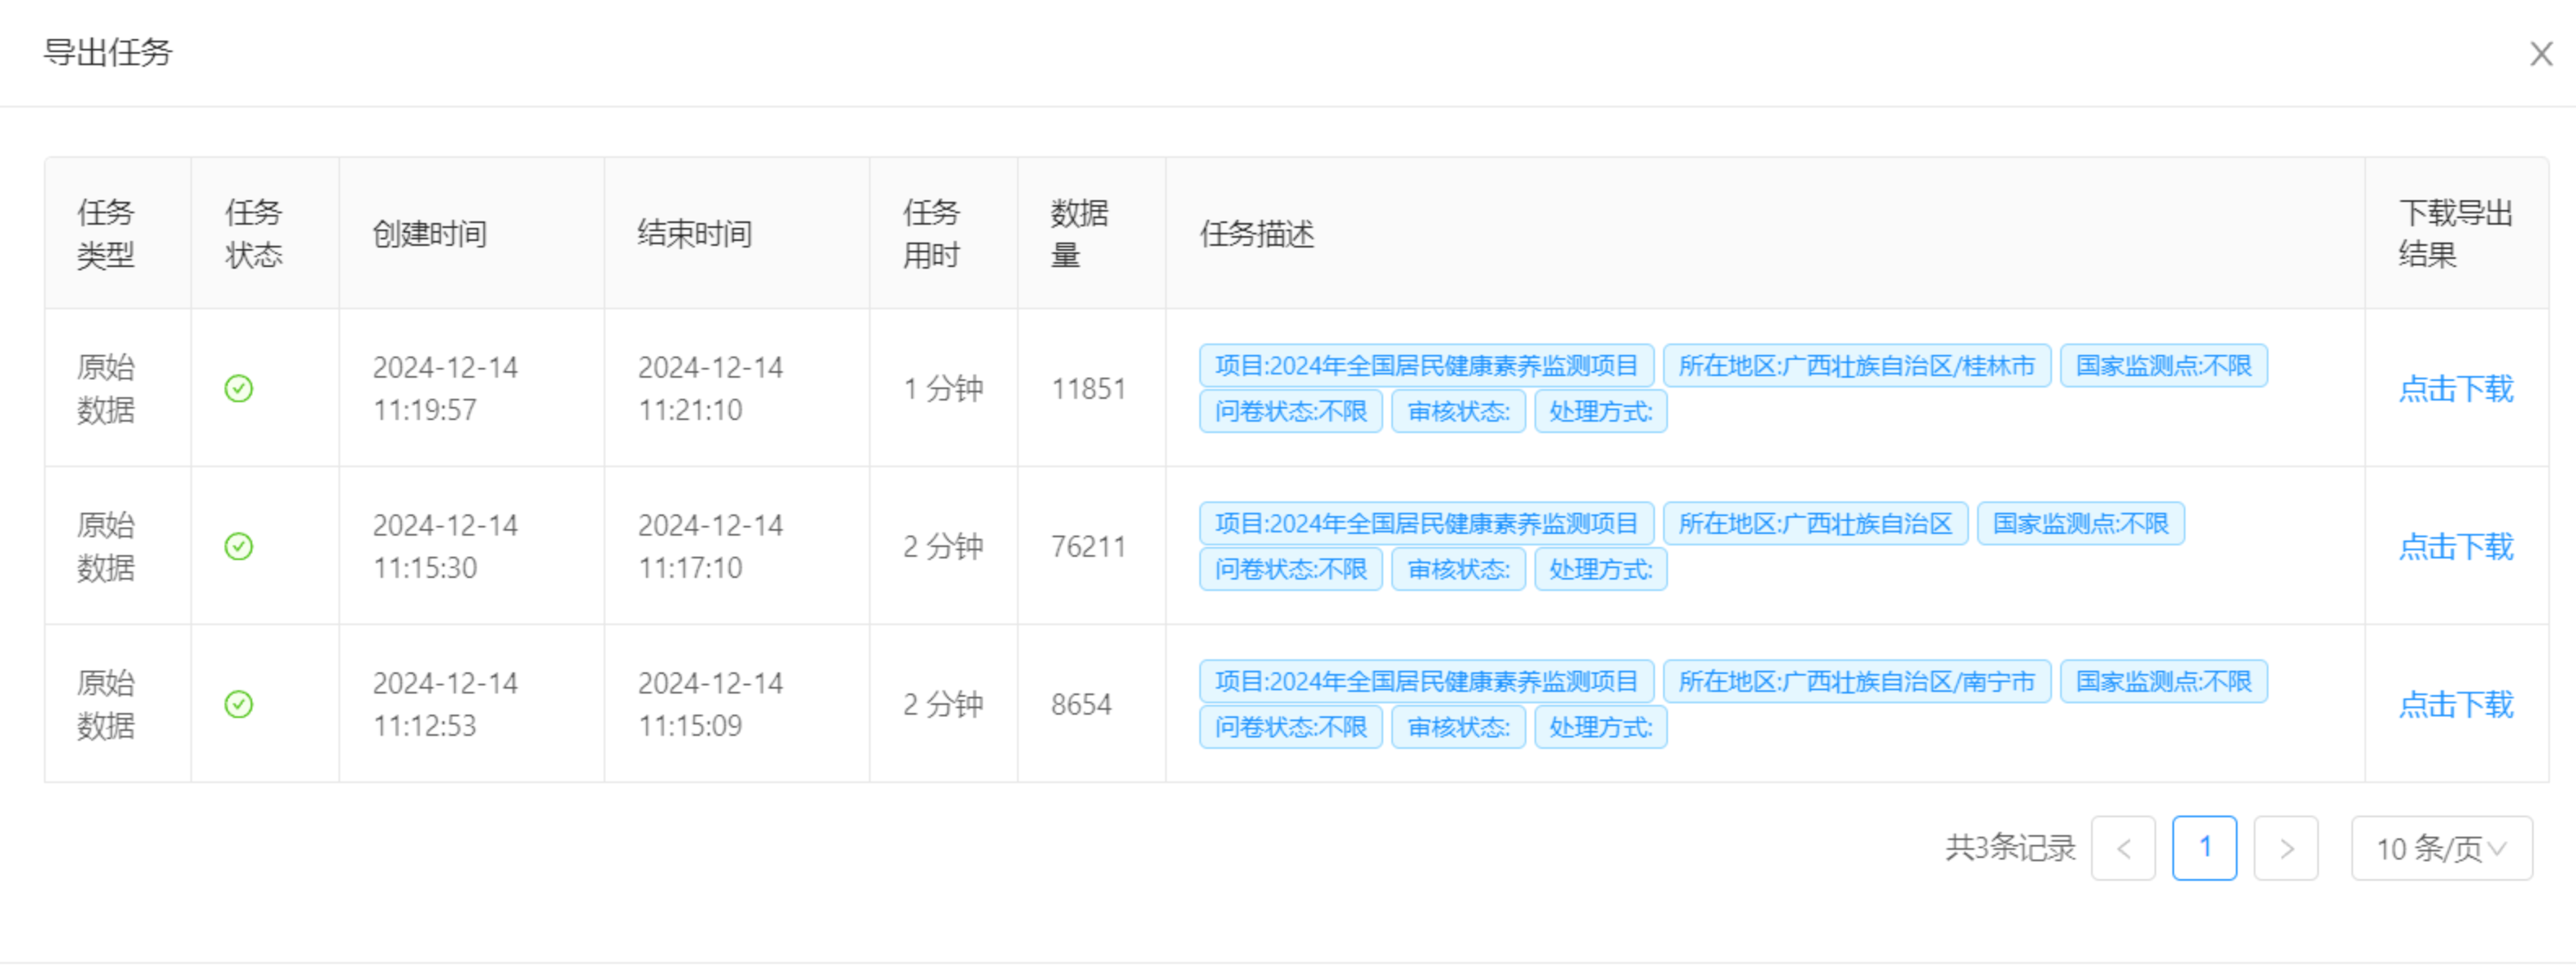 导出任务
任务类型 任务状态 创建时间 结束时间 任务用时 数据量 任务描述 下载导出结果
原始数据 2024-12-14 11:19:57 2024-12-14 11:21:10 1 分钟 11851 项目:2024年全国居民健康素养监测项目 所在地区:广西壮族自治区/桂林市 国家监测点:不限
问卷状态:不限 审核状态: 处理方式: 点击下载
原始数据 2024-12-14 11:15:30 2024-12-14 11:17:10 2 分钟 76211 项目:2024年全国居民健康素养监测项目 所在地区:广西壮族自治区 国家监测点:不限
问卷状态:不限 审核状态: 处理方式: 点击下载
原始数据 2024-12-14 11:12:53 2024-12-14 11:15:09 2 分钟 8654 项目:2024年全国居民健康素养监测项目 所在地区:广西壮族自治区/南宁市 国家监测点:不限
问卷状态:不限 审核状态: 处理方式: 点击下载
共3条记录 < 1 > 10 条/页